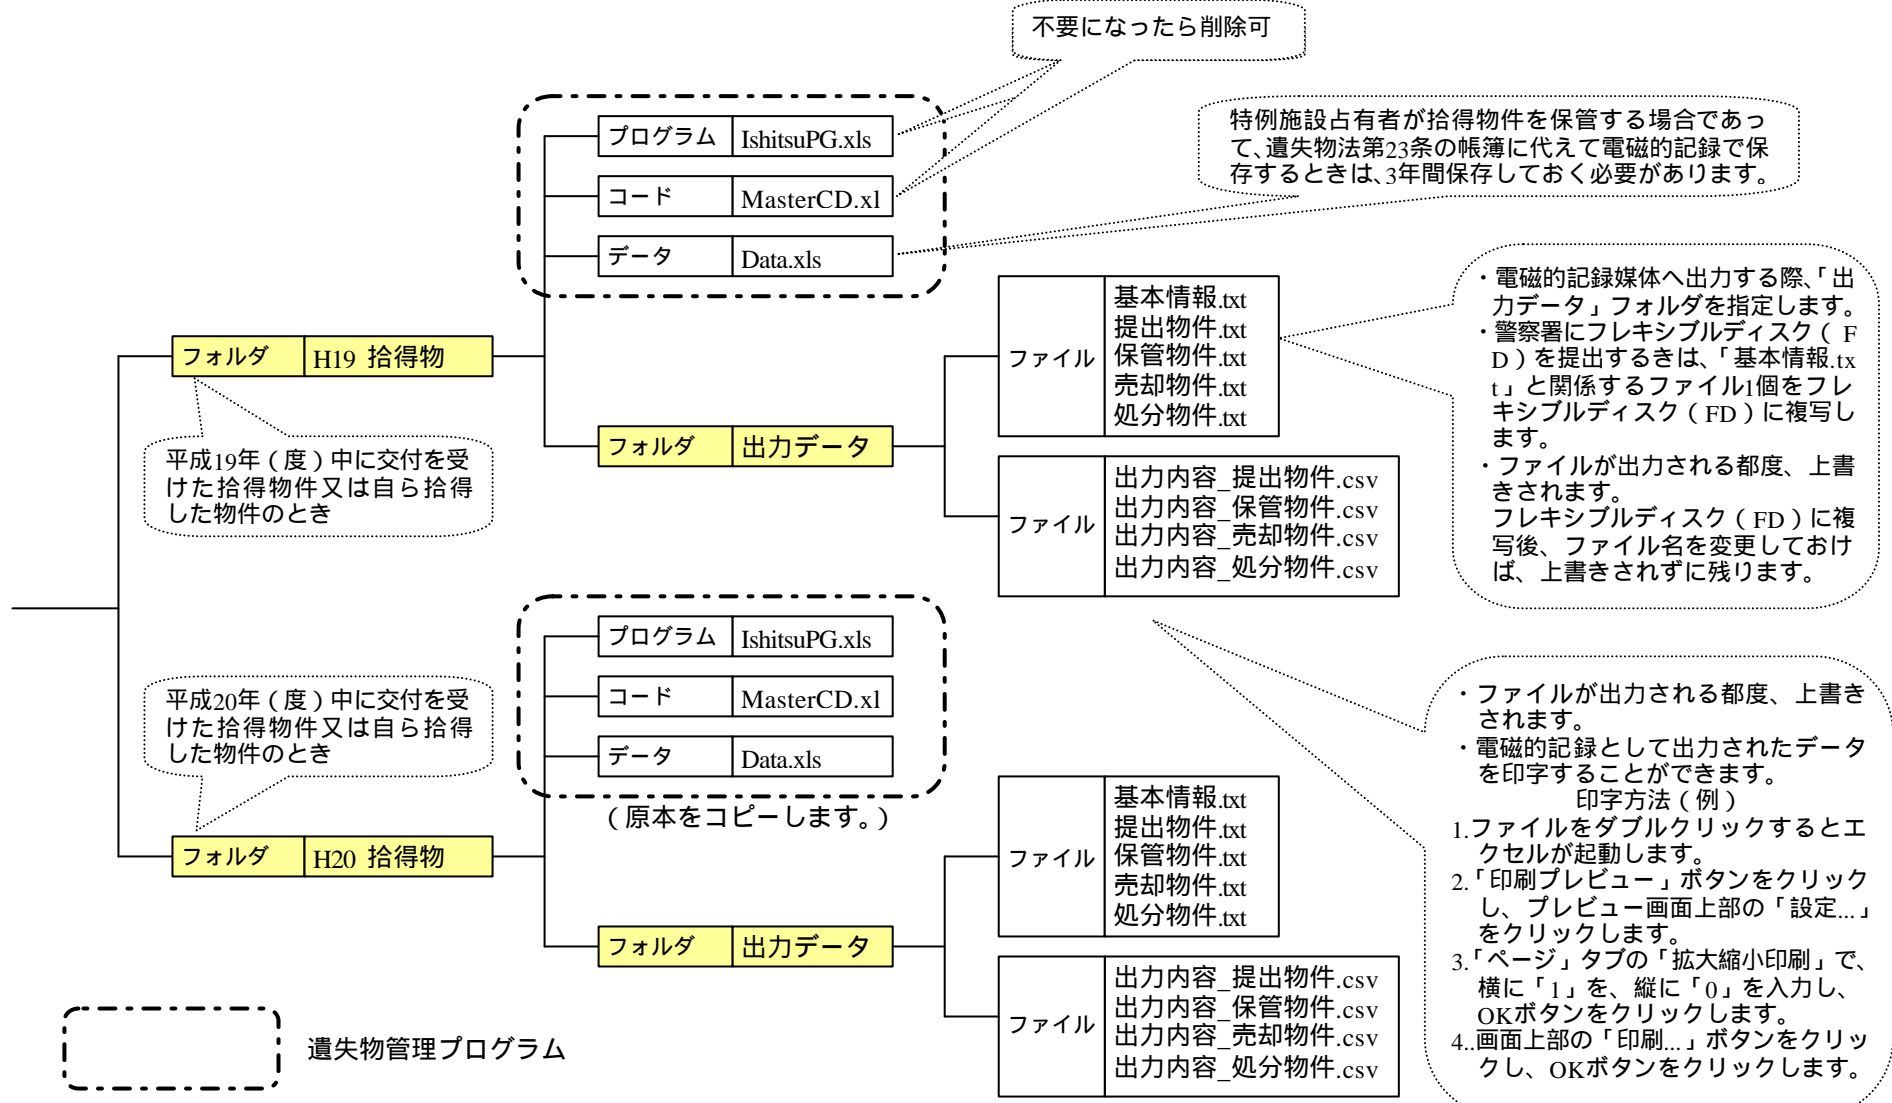 不要になったら削除可
特例施設占有者が拾得物件を保管する場合であっ
て、遺失物法第23条の帳簿に代えて電磁的記録で保
存するときは、3年間保存しておく必要があります。
プログラム IshitsuPG.xls
コード MasterCD.xl
データ Data.xls
フォルダ H19 拾得物
平成19年(度)中に交付を受
けた拾得物件又は自ら拾得
した物件のとき
フォルダ 出力データ
ファイル
基本情報.txt
提出物件.txt
保管物件.txt
売却物件.txt
処分物件.txt
ファイル
出力内容_提出物件.csv
出力内容_保管物件.csv
出力内容_売却物件.csv
出力内容_処分物件.csv
・電磁的記録媒体へ出力する際、「出
力データ」フォルダを指定します。
・警察署にフレキシブルディスク(F
D)を提出するきは、「基本情報.tx
t」と関係するファイル1個をフレ
キシブルディスク(FD)に複写し
ます。
・ファイルが出力される都度、上書
きされます。
フレキシブルディスク(FD)に複
写後、ファイル名を変更しておけ
ば、上書きされずに残ります。
プログラム IshitsuPG.xls
コード MasterCD.xl
データ Data.xls
(原本をコピーします。)
平成20年(度)中に交付を受
けた拾得物件又は自ら拾得
した物件のとき
フォルダ H20 拾得物
フォルダ 出力データ
ファイル
基本情報.txt
提出物件.txt
保管物件.txt
売却物件.txt
処分物件.txt
ファイル
出力内容_提出物件.csv
出力内容_保管物件.csv
出力内容_売却物件.csv
出力内容_処分物件.csv
・ファイルが出力される都度、上書き
されます。
・電磁的記録として出力されたデータ
を印字することができます。
印字方法(例)
1.ファイルをダブルクリックするとエ
クセルが起動します。
2.「印刷プレビュー」ボタンをクリック
し、プレビュー画面上部の「設定...」
をクリックします。
3.「ページ」タブの「拡大縮小印刷」で、
横に「1」を、縦に「0」を入力し、
OKボタンをクリックします。
4..画面上部の「印刷...」ボタンをクリッ
クし、OKボタンをクリックします。
遺失物管理プログラム